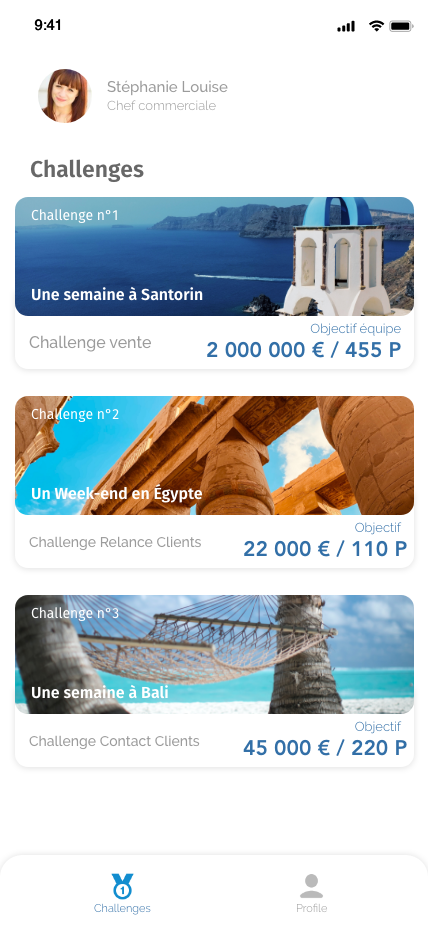 9:41
Stéphanie Louise
Chef commerciale
Challenges
Challenge n°1
Une semaine à Santorin
Challenge vente
Objectif équipe
2 000 000 € / 455 P
Challenge n°2
Un Week-end en Égypte
Challenge Relance Clients
Objectif
22 000 € / 110 P
Challenge n°3
Une semaine à Bali
Challenge Contact Clients
Objectif
45 000 € / 220 P
1
Challenges
Profile